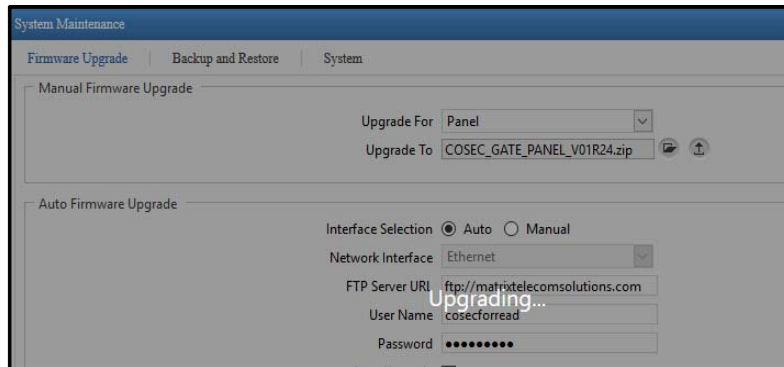 System Maintenance
Firmware Upgrade Backup and Restore System
Manual Firmware Upgrade
Upgrade For Panel
Upgrade To COSEC_GATE_PANEL_V01R24.zip
Auto Firmware Upgrade
Interface Selection Auto Manual
Network Interface Ethernet
FTP Server URL ftp://matrixtelecomsolutions.com
Upgrading...
User Name cosecforread
Password •••••••••